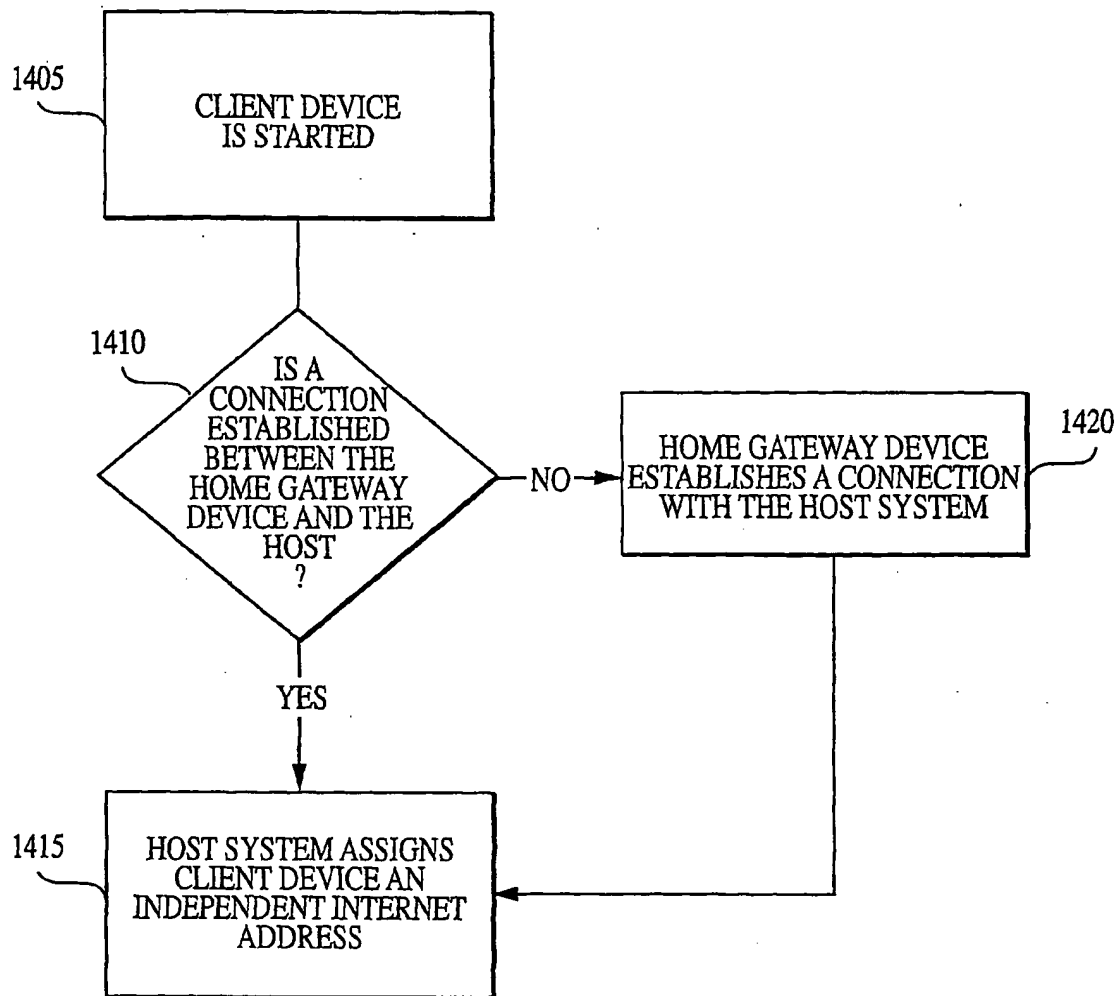 1405
CLIENT DEVICE
IS STARTED
1410
IS A
CONNECTION
ESTABLISHED
BETWEEN THE
HOME GATEWAY
DEVICE AND THE
HOST
?
NO
HOME GATEWAY DEVICE
ESTABLISHES A CONNECTION
WITH THE HOST SYSTEM
1420
YES
1415
HOST SYSTEM ASSIGNS
CLIENT DEVICE AN
INDEPENDENT INTERNET
ADDRESS